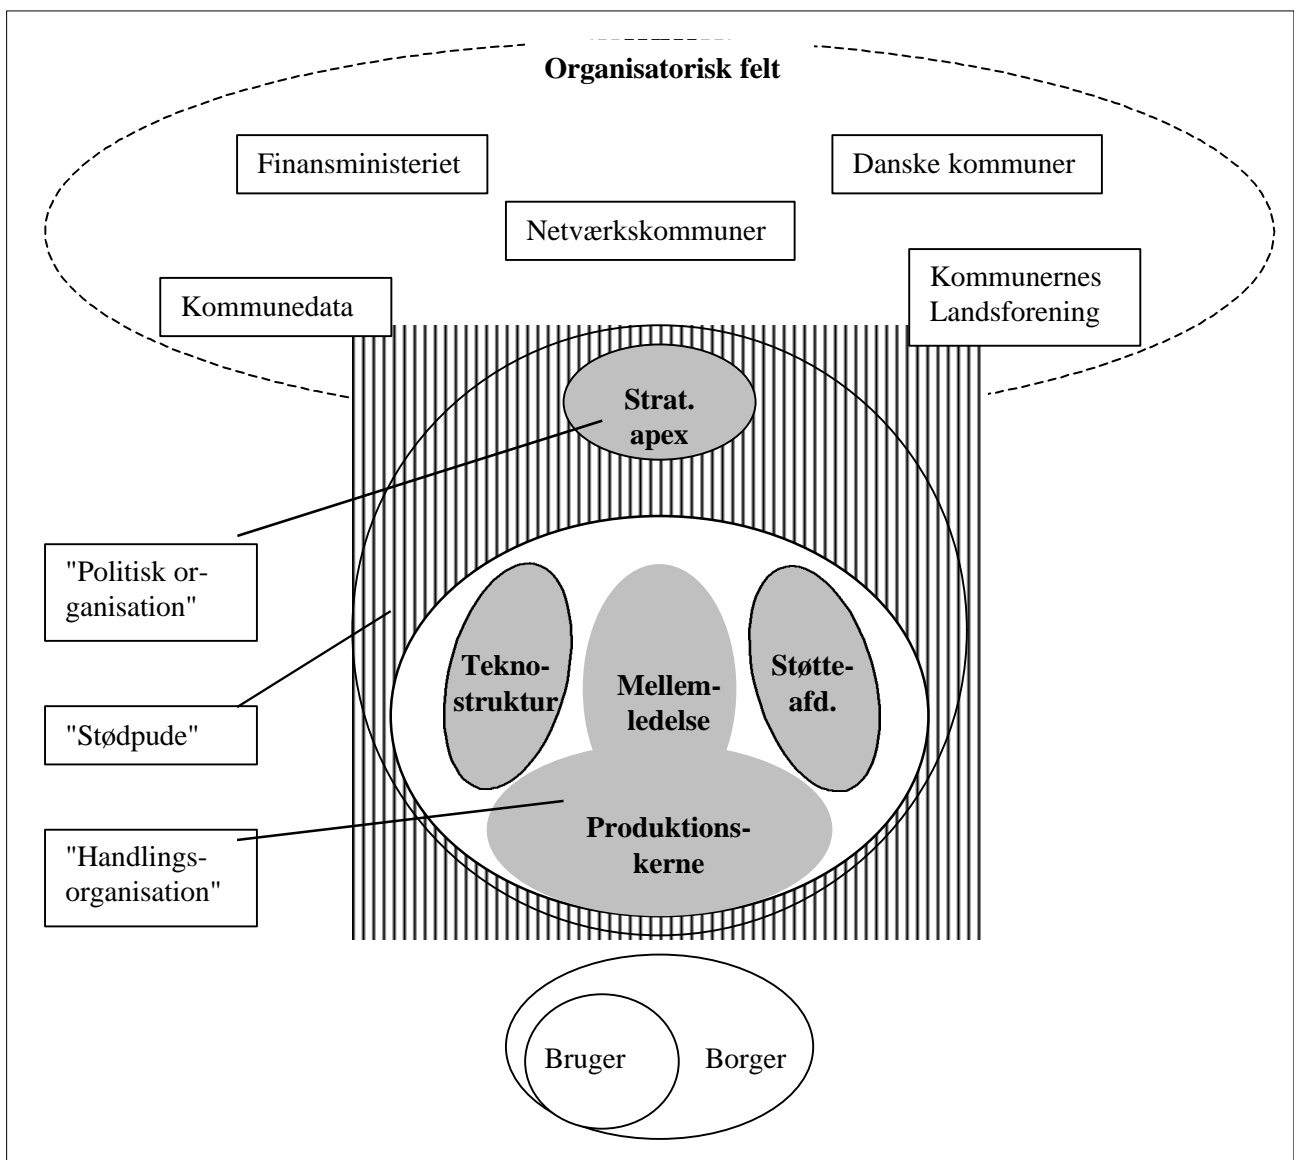 Organisatorisk felt
Finansministeriet
Danske kommuner
Netværkskommuner
Kommunernes
Landsforening
Kommunedata
Strat.
apex
"Politisk or-
ganisation"
Tekno-
struktur
Mellem-
ledelse
Støtte-
afd.
"Stødpude"
Produktions-
kerne
"Handlings-
organisation"
Bruger
Borger